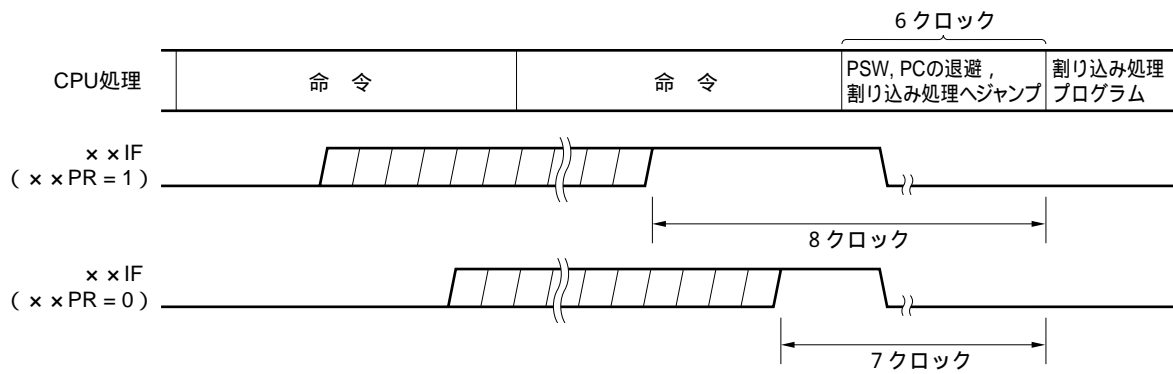 6 クロック
CPU処理
命 令
命 令
PSW, PCの退避 ,
割り込み処理へジャンプ
割り込み処理
プログラム
××IF
( ××PR = 1 )
8 クロック
××IF
( ××PR = 0 )
7 クロック